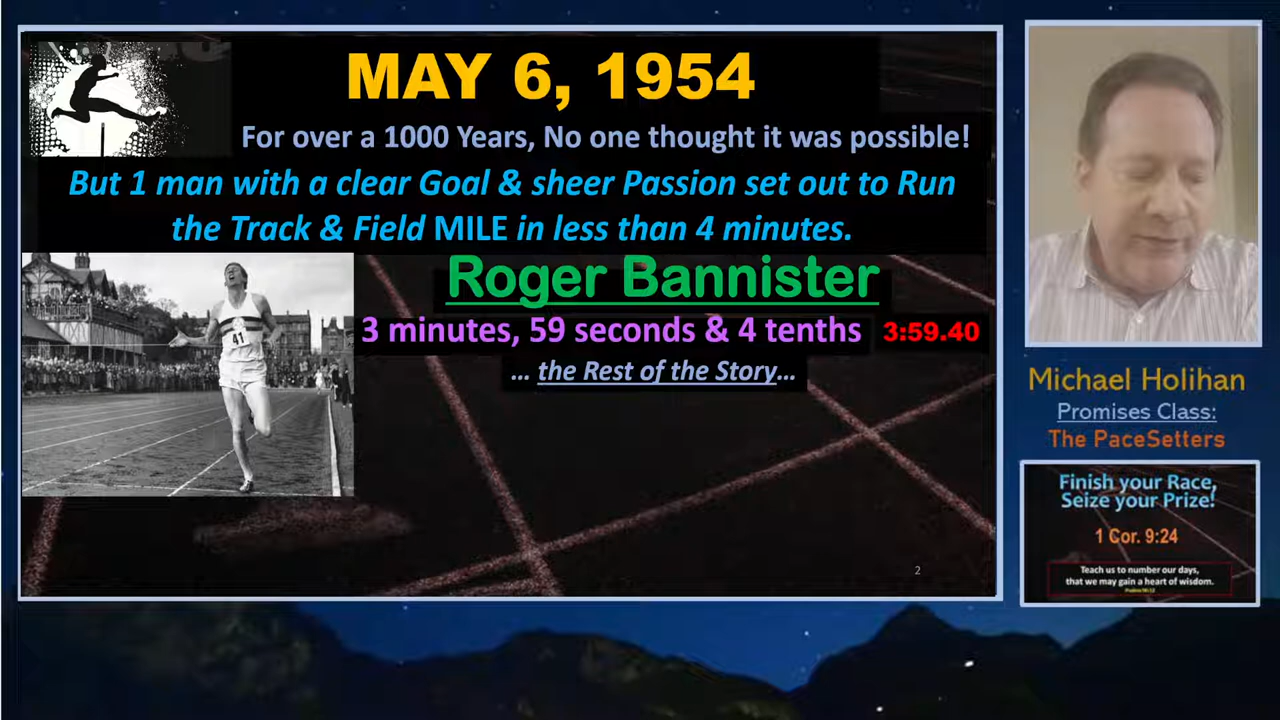 MAY 6, 1954
For over a 1000 Years, No one thought it was possible!
But 1 man with a clear Goal & sheer Passion set out to Run
the Track & Field MILE in less than 4 minutes.
Roger Bannister
3 minutes, 59 seconds & 4 tenths 3:59.40
... the Rest of the Story...
41
2
Michael Holihan
Promises Class:
The PaceSetters
Finish your Race,
Seize your Prize!
1 Cor. 9:24
Teach us to number our days,
that we may gain a heart of wisdom.
Psalms 90:12